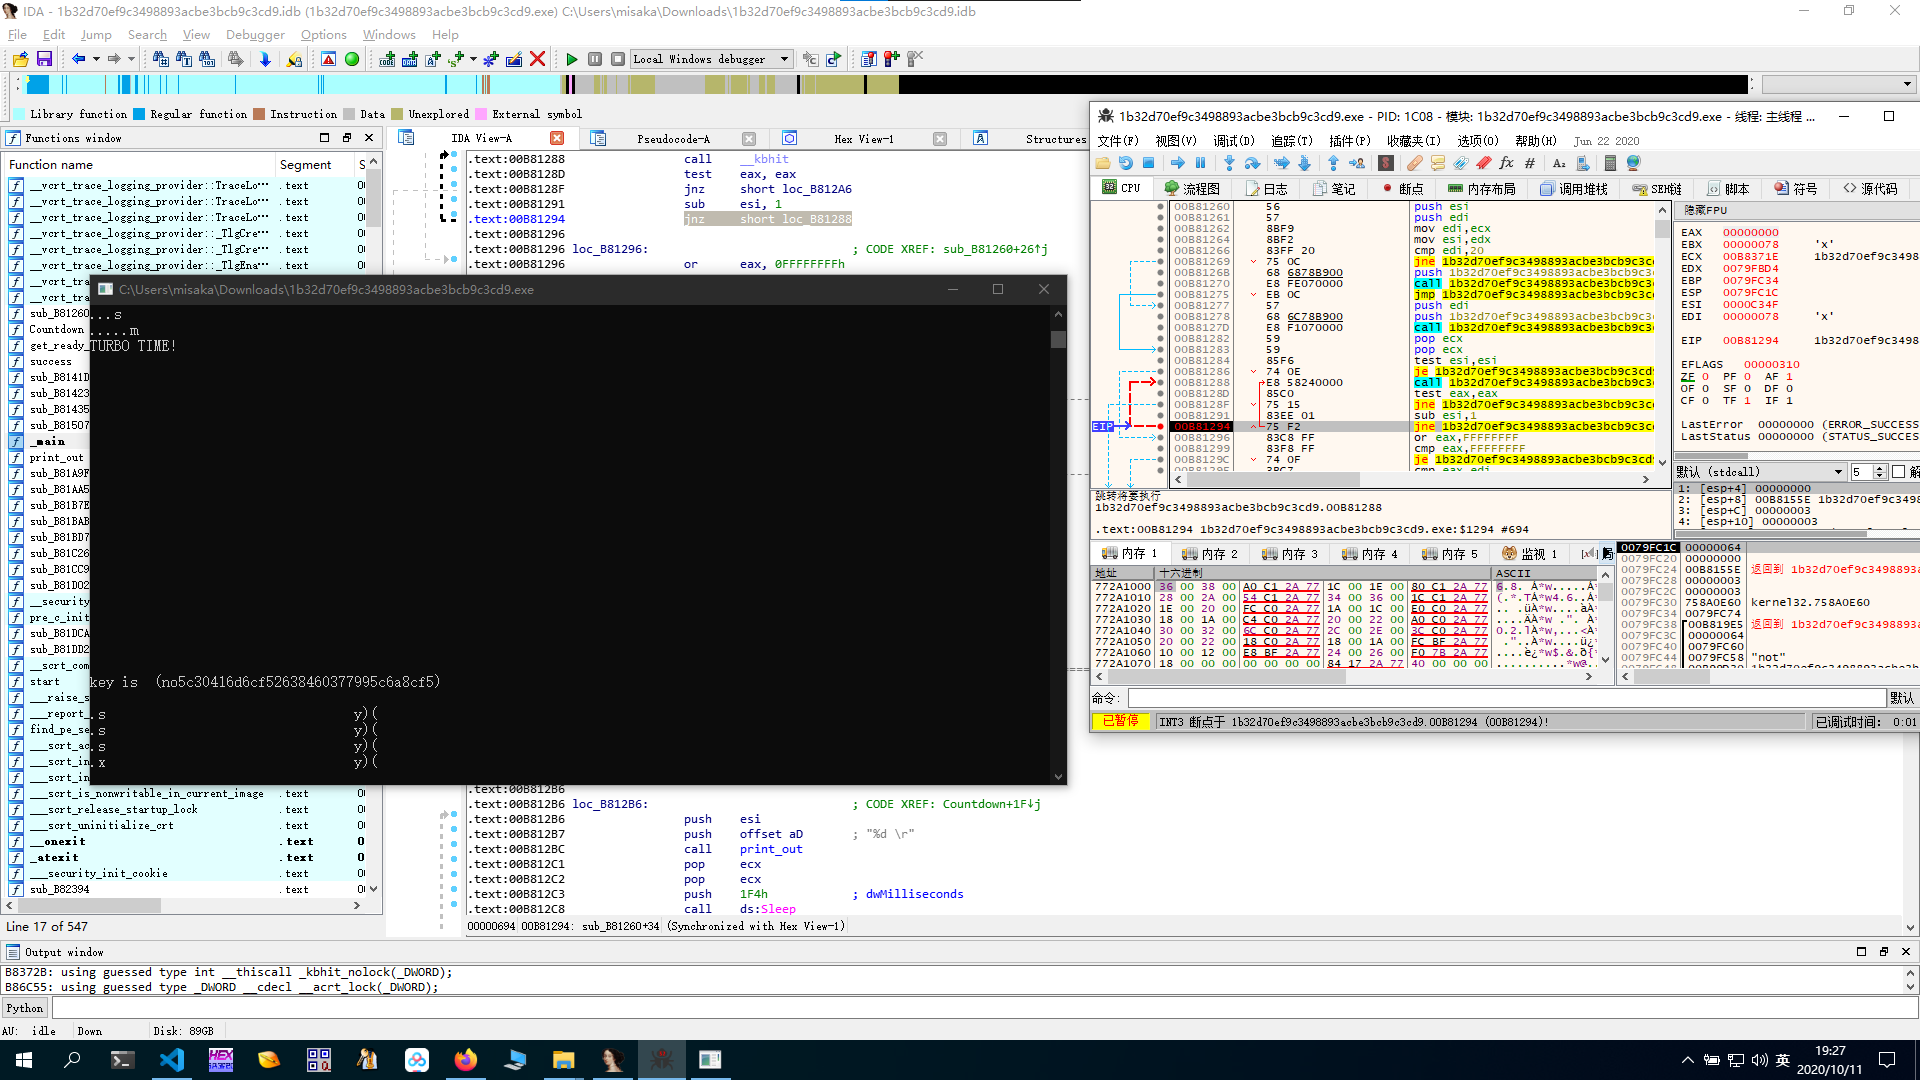 IDA - 1b32d70ef9c3498893acbe3bcb9c3cd9.idb (1b32d70ef9c3498893acbe3bcb9c3cd9.exe) C:\Users\misaka\Downloads\1b32d70ef9c3498893acbe3bcb9c3cd9.idb
File Edit Jump Search View Debugger Options Windows Help
Local Windows debugger
Library function Regular function Instruction Data Unexplored External symbol
Functions window
Function name Segment
__vcrt_trace_logging_provider::TraceLo… .text
__vcrt_trace_logging_provider::TraceLo… .text
__vcrt_trace_logging_provider::TraceLo… .text
__vcrt_trace_logging_provider::_TlgCre… .text
__vcrt_trace_logging_provider::_TlgEna… .text
sub_B81260
Countdown
get_ready_
success
sub_B8141D
sub_B81423
sub_B81435
sub_B81507
_main
print_out
sub_B81A9F
sub_B81AA5
sub_B81B7E
sub_B81BAB
sub_B81BD7
sub_B81C26
sub_B81CC9
sub_B81D02
__security
pre_c_init
sub_B81DCA
sub_B81DD2
__scrt_com
start
___raise_s
___report_
find_pe_se
___scrt_ac
___scrt_in
___scrt_in
___scrt_is_nonwritable_in_current_image .text
___scrt_release_startup_lock .text
___scrt_uninitialize_crt .text
__onexit .text
_atexit .text
___security_init_cookie .text
sub_B82394 .text
Line 17 of 547
IDA View-A Pseudocode-A Hex View-1 Structures
.text:00B81288 call __kbhit
.text:00B8128D test eax, eax
.text:00B8128F jnz short loc_B812A6
.text:00B81291 sub esi, 1
.text:00B81294 jnz short loc_B81288
.text:00B81296
.text:00B81296 loc_B81296: ; CODE XREF: sub_B81260+26↑j
.text:00B81296 or eax, 0FFFFFFFFh
C:\Users\misaka\Downloads\1b32d70ef9c3498893acbe3bcb9c3cd9.exe
...s
.....m
TURBO TIME!
key is (no5c30416d6cf52638460377995c6a8cf5)
.s y)(
.s y)(
.s y)(
.x y)(
.text:00B812B6
.text:00B812B6 loc_B812B6: ; CODE XREF: Countdown+1F↓j
.text:00B812B6 push esi
.text:00B812B7 push offset aD ; "%d \r"
.text:00B812BC call print_out
.text:00B812C1 pop ecx
.text:00B812C2 pop ecx
.text:00B812C3 push 1F4h ; dwMilliseconds
.text:00B812C8 call ds:Sleep
00000694 00B81294: sub_B81260+34 (Synchronized with Hex View-1)
1b32d70ef9c3498893acbe3bcb9c3cd9.exe - PID: 1C08 - 模块: 1b32d70ef9c3498893acbe3bcb9c3cd9.exe - 线程: 主线程 ...
文件(F) 视图(V) 调试(D) 追踪(T) 插件(P) 收藏夹(I) 选项(O) 帮助(H) Jun 22 2020
CPU 流程图 日志 笔记 断点 内存布局 调用堆栈 SEH链 脚本 符号 源代码
00B81260 56 push esi
00B81261 57 push edi
00B81262 8BF9 mov edi,ecx
00B81264 8BF2 mov esi,edx
00B81266 83FF 20 cmp edi,20
00B81269 75 0C jne 1b32d70ef9c3498893acbe3bcb9c3c
00B8126B 68 6878B900 push 1b32d70ef9c3498893acbe3bcb9c3
00B81270 E8 FE070000 call 1b32d70ef9c3498893acbe3bcb9c3
00B81275 EB 0C jmp 1b32d70ef9c3498893acbe3bcb9c3c
00B81277 57 push edi
00B81278 68 6C78B900 push 1b32d70ef9c3498893acbe3bcb9c3
00B8127D E8 F1070000 call 1b32d70ef9c3498893acbe3bcb9c3
00B81282 59 pop ecx
00B81283 59 pop ecx
00B81284 85F6 test esi,esi
00B81286 74 0E je 1b32d70ef9c3498893acbe3bcb9c3c
00B81288 E8 58240000 call 1b32d70ef9c3498893acbe3bcb9c3
00B8128D 85C0 test eax,eax
00B8128F 75 15 jne 1b32d70ef9c3498893acbe3bcb9c3c
00B81291 83EE 01 sub esi,1
EIP 00B81294 75 F2 jne 1b32d70ef9c3498893acbe3bcb9c3c
00B81296 83C8 FF or eax,FFFFFFFF
00B81299 83F8 FF cmp eax,FFFFFFFF
00B8129C 74 0F je 1b32d70ef9c3498893acbe3bcb9c3c
隐藏FPU
EAX 00000000
EBX 00000078 'x'
ECX 00B8371E 1b32d70ef9c3498
EDX 0079FBD4
EBP 0079FC34
ESP 0079FC1C
ESI 0000C34F
EDI 00000078 'x'
EIP 00B81294 1b32d70ef9c3498
EFLAGS 00000310
ZF 0 PF 0 AF 1
OF 0 SF 0 DF 0
CF 0 TF 1 IF 1
LastError 00000000 (ERROR_SUCCESS
LastStatus 00000000 (STATUS_SUCCESS
默认 (stdcall) 5 解
1: [esp+4] 00000000
2: [esp+8] 00B8155E 1b32d70ef9c3498
3: [esp+C] 00000003
4: [esp+10] 00000003
跳转将要执行
1b32d70ef9c3498893acbe3bcb9c3cd9.00B81288
.text:00B81294 1b32d70ef9c3498893acbe3bcb9c3cd9.exe:$1294 #694
内存 1 内存 2 内存 3 内存 4 内存 5 监视 1
地址 十六进制 ASCII
772A1000 36 00 38 00 A0 C1 2A 77 1C 00 1E 00 80 C1 2A 77
772A1010 28 00 2A 00 54 C1 2A 77 34 00 36 00 1C C1 2A 77
772A1020 1E 00 20 00 FC C0 2A 77 1A 00 1C 00 E0 C0 2A 77
772A1030 18 00 1A 00 C4 C0 2A 77 20 00 22 00 A0 C0 2A 77
772A1040 30 00 32 00 6C C0 2A 77 2C 00 2E 00 3C C0 2A 77
772A1050 20 00 22 00 18 C0 2A 77 18 00 1A 00 FC BF 2A 77
772A1060 10 00 12 00 E8 BF 2A 77 24 00 26 00 F0 7B 2A 77
772A1070 18 00 00 00 00 00 00 00 84 17 2A 77 40 00 00 00
0079FC1C 00000064
0079FC20 00000000
0079FC24 00B8155E 返回到 1b32d70ef9c3498
0079FC28 00000003
0079FC2C 00000003
0079FC30 758A0E60 kernel32.758A0E60
0079FC34 0079FC74
0079FC38 00B819E5 返回到 1b32d70ef9c3498
0079FC3C 00000064
0079FC40 0079FC60
0079FC44 0079FC58 "not"
命令: 默认
已暂停 INT3 断点于 1b32d70ef9c3498893acbe3bcb9c3cd9.00B81294 (00B81294)! 已调试时间: 0:01
Output window
B8372B: using guessed type int __thiscall _kbhit_nolock(_DWORD);
B86C55: using guessed type _DWORD __cdecl __acrt_lock(_DWORD);
Python
AU: idle Down Disk: 89GB
英
19:27
2020/10/11